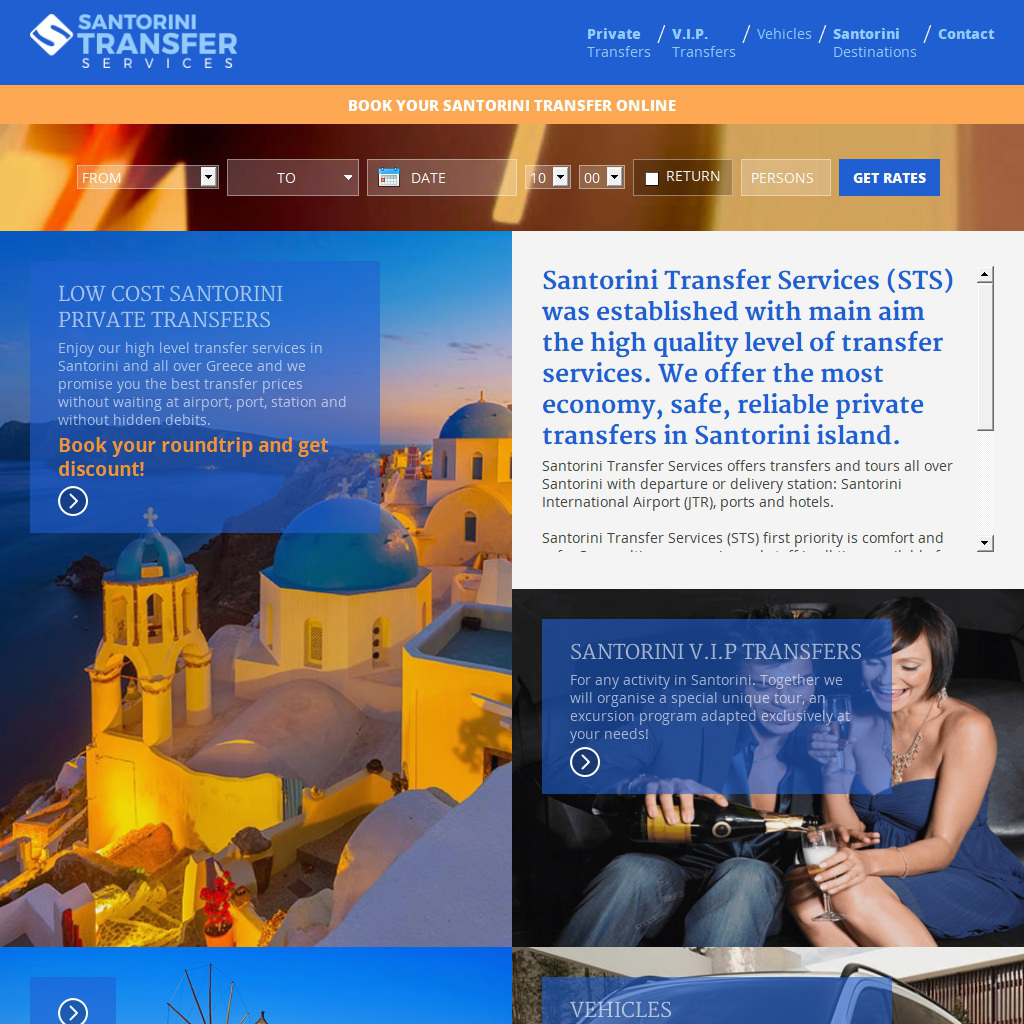 SANTORINI
TRANSFER
SERVICES
Private
Transfers
/
V.I.P.
Transfers
/
Vehicles
/
Santorini
Destinations
/
Contact
BOOK YOUR SANTORINI TRANSFER ONLINE
FROM
TO
DATE
10
00
RETURN
PERSONS
GET RATES
LOW COST SANTORINI
PRIVATE TRANSFERS
Enjoy our high level transfer services in
Santorini and all over Greece and we
promise you the best transfer prices
without waiting at airport, port, station and
without hidden debits.
Book your roundtrip and get
discount!
Santorini Transfer Services (STS)
was established with main aim
the high quality level of transfer
services. We offer the most
economy, safe, reliable private
transfers in Santorini island.
Santorini Transfer Services offers transfers and tours all over
Santorini with departure or delivery station: Santorini
International Airport (JTR), ports and hotels.
Santorini Transfer Services (STS) first priority is comfort and
SANTORINI V.I.P TRANSFERS
For any activity in Santorini. Together we
will organise a special unique tour, an
excursion program adapted exclusively at
your needs!
VEHICLES